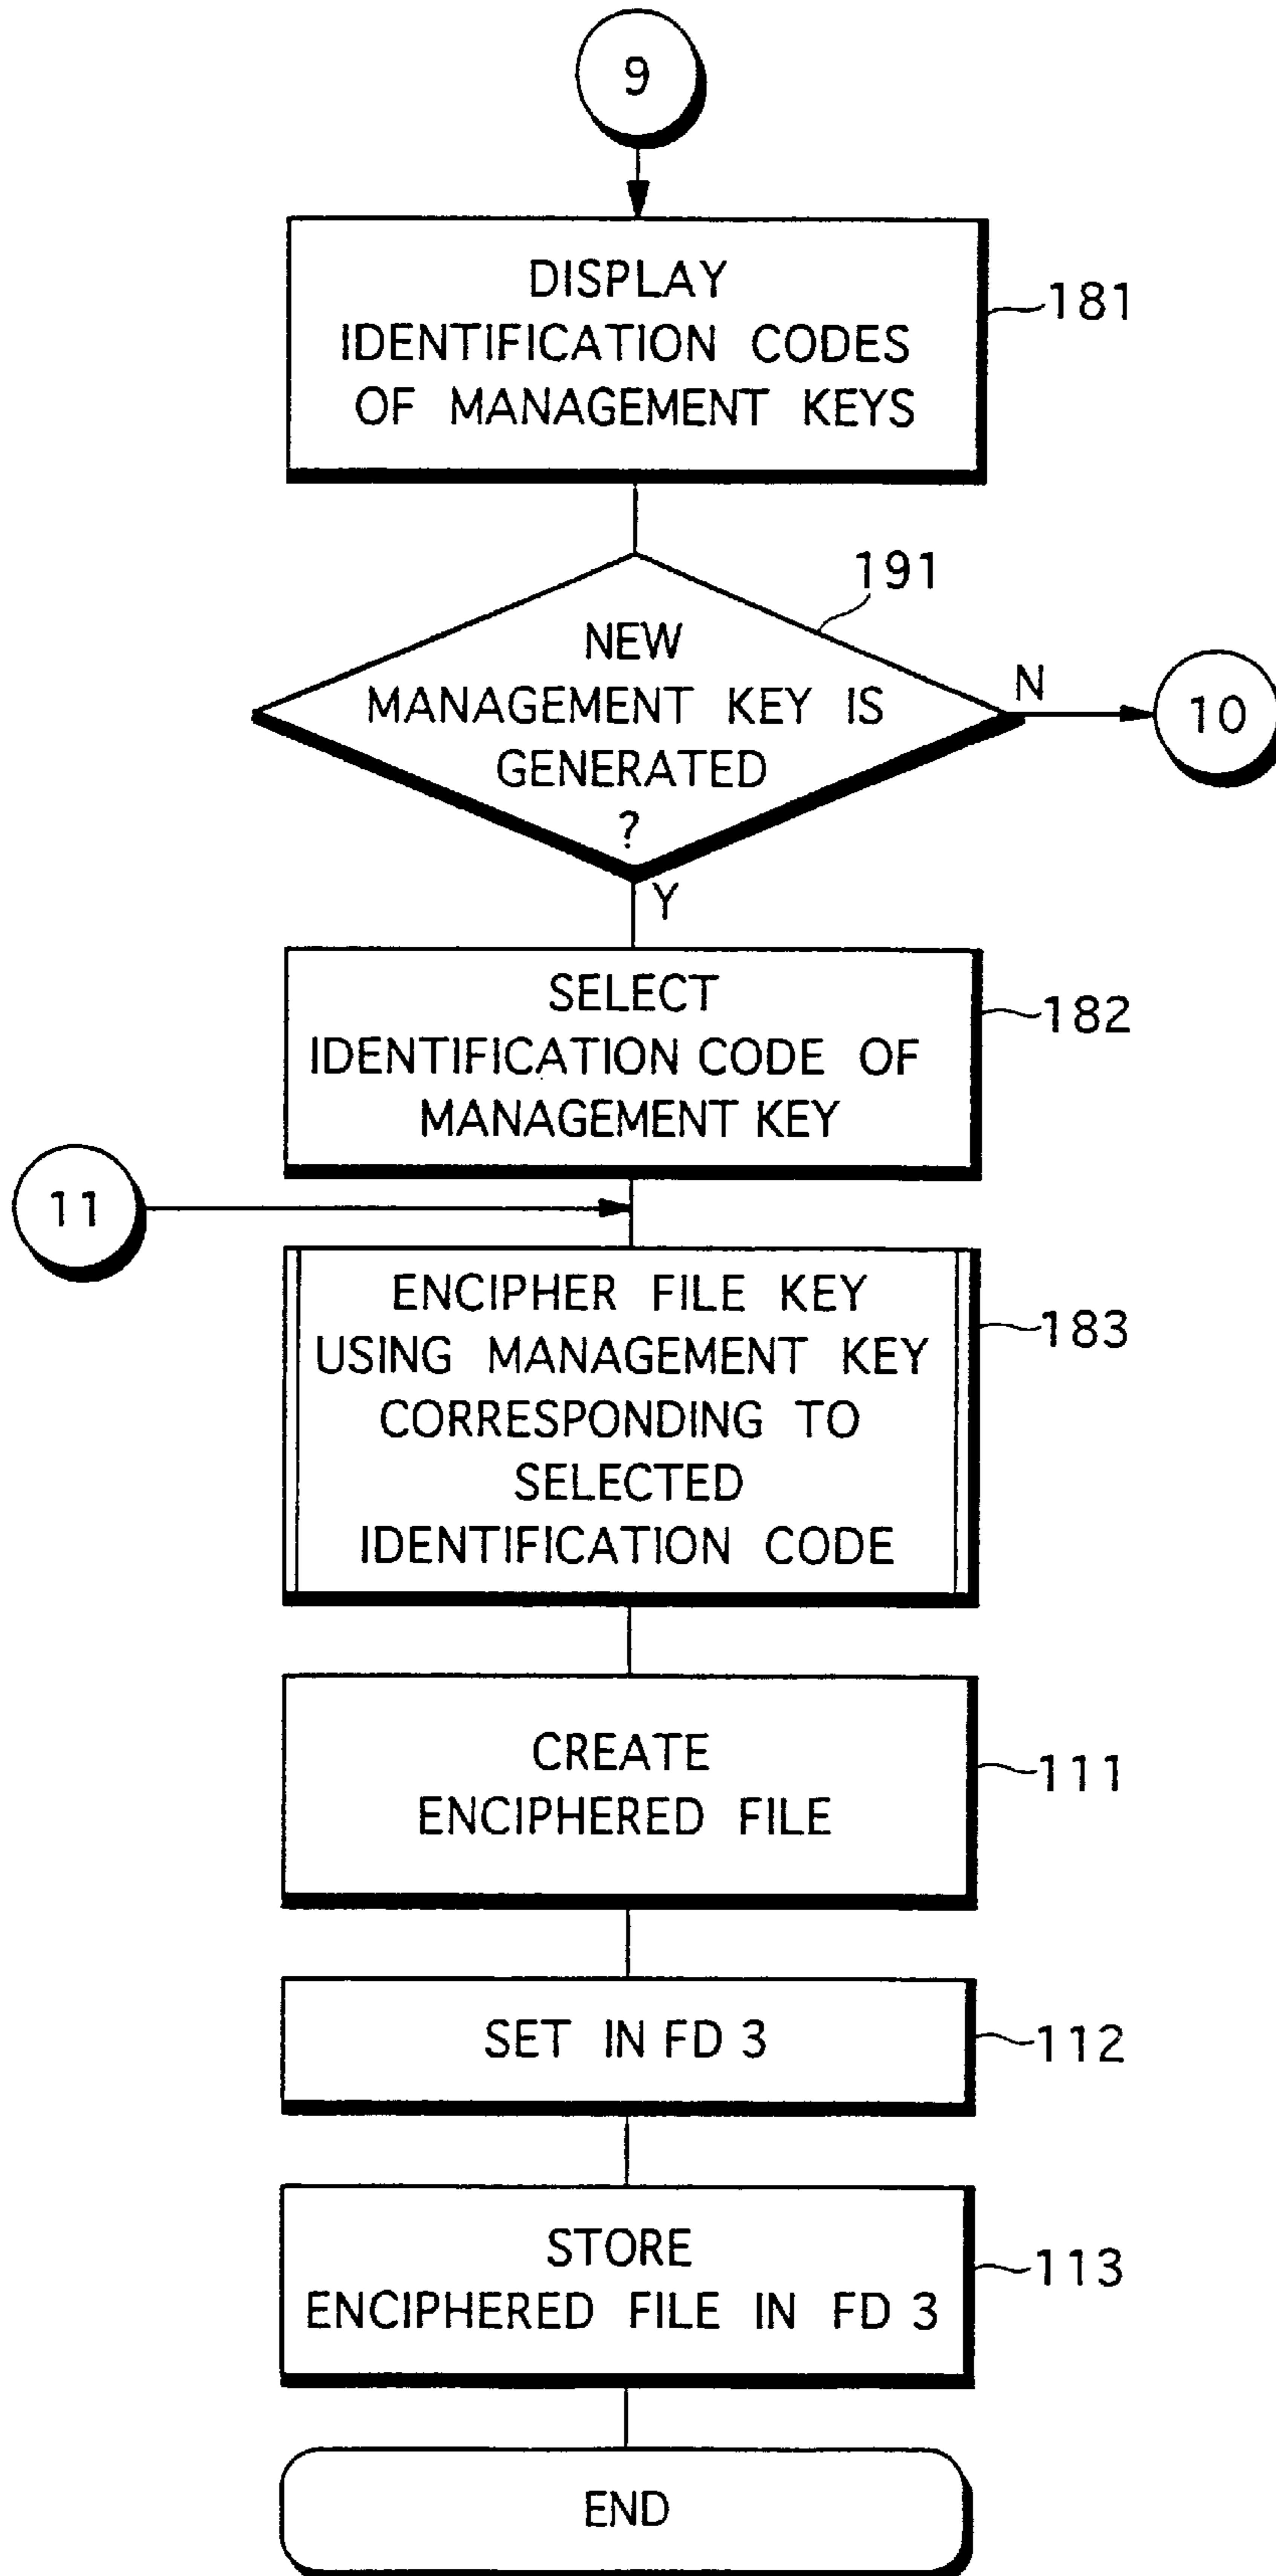 9
DISPLAY
IDENTIFICATION CODES
OF MANAGEMENT KEYS
181
191
NEW
MANAGEMENT KEY IS
GENERATED
?
N
10
Y
SELECT
IDENTIFICATION CODE OF
MANAGEMENT KEY
182
11
ENCIPHER FILE KEY
USING MANAGEMENT KEY
CORRESPONDING TO
SELECTED
IDENTIFICATION CODE
183
CREATE
ENCIPHERED FILE
111
SET IN FD 3
112
STORE
ENCIPHERED FILE IN FD 3
113
END